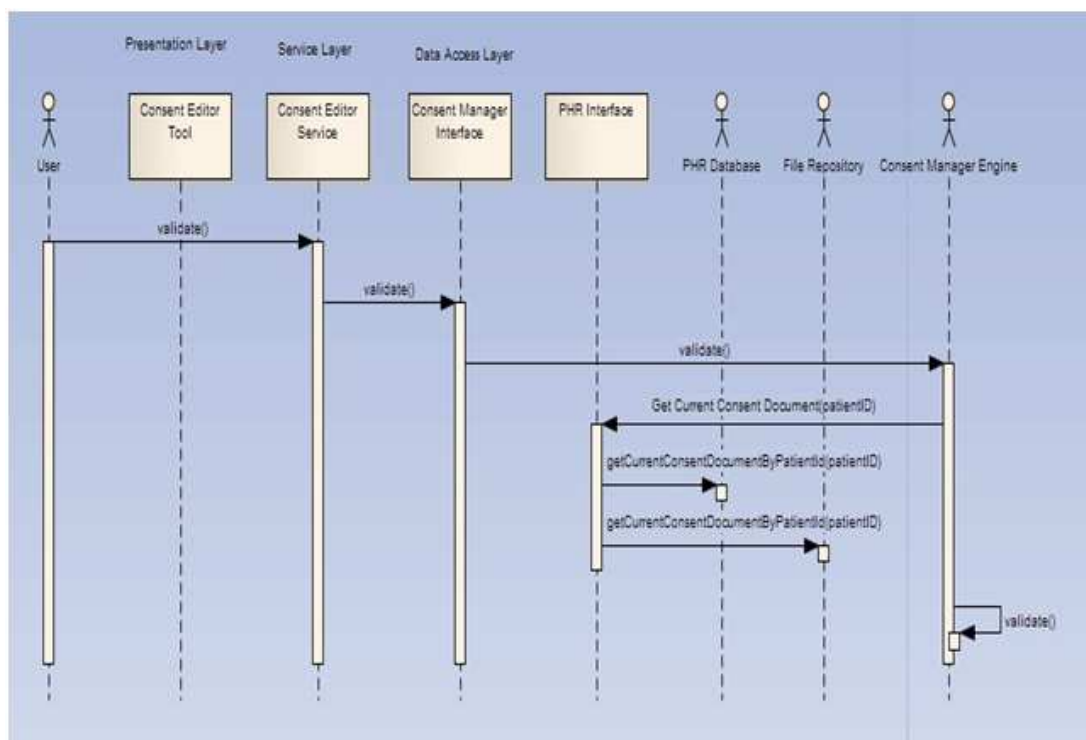 Presentation Layer
Service Layer
Data Access Layer
Consent Editor
Tool
Consent Editor
Service
Consent Manager
Interface
PHR Interface
User
PHR Database
File Repository
Consent Manager Engine
validate()
validate()
validate()
Get Current Consent Document(patientID)
getCurrentConsentDocumentByPatientId(patientID)
getCurrentConsentDocumentByPatientId(patientID)
validate()